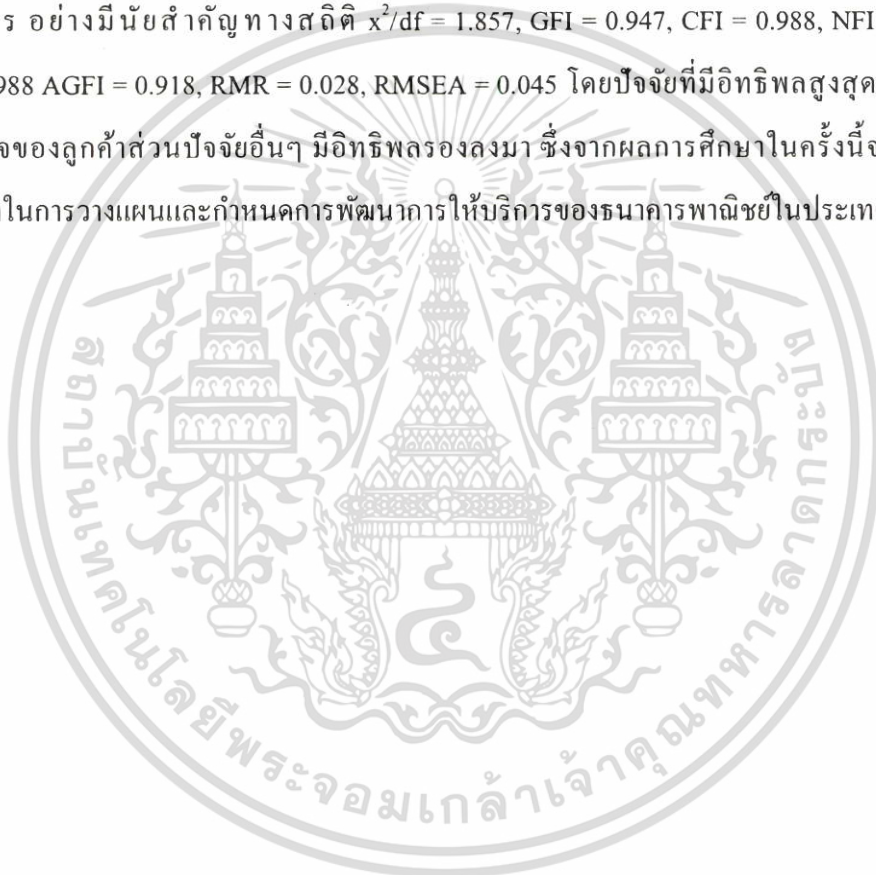 ร อย่างมีนัยสำคัญทางสถิติ x²/df = 1.857, GFI = 0.947, CFI = 0.988, NFI
988 AGFI = 0.918, RMR = 0.028, RMSEA = 0.045 โดยปัจจัยที่มีอิทธิพลสูงสุด
จของลูกค้าส่วนปัจจัยอื่นๆ มีอิทธิพลรองลงมา ซึ่งจากผลการศึกษาในครั้งนี้จ
ในการวางแผนและกำหนดการพัฒนาการให้บริการของธนาคารพาณิชย์ในประเท
สถาบันเทคโนโลยีพระจอมเกล้าเจ้าคุณทหารลาดกระบัง